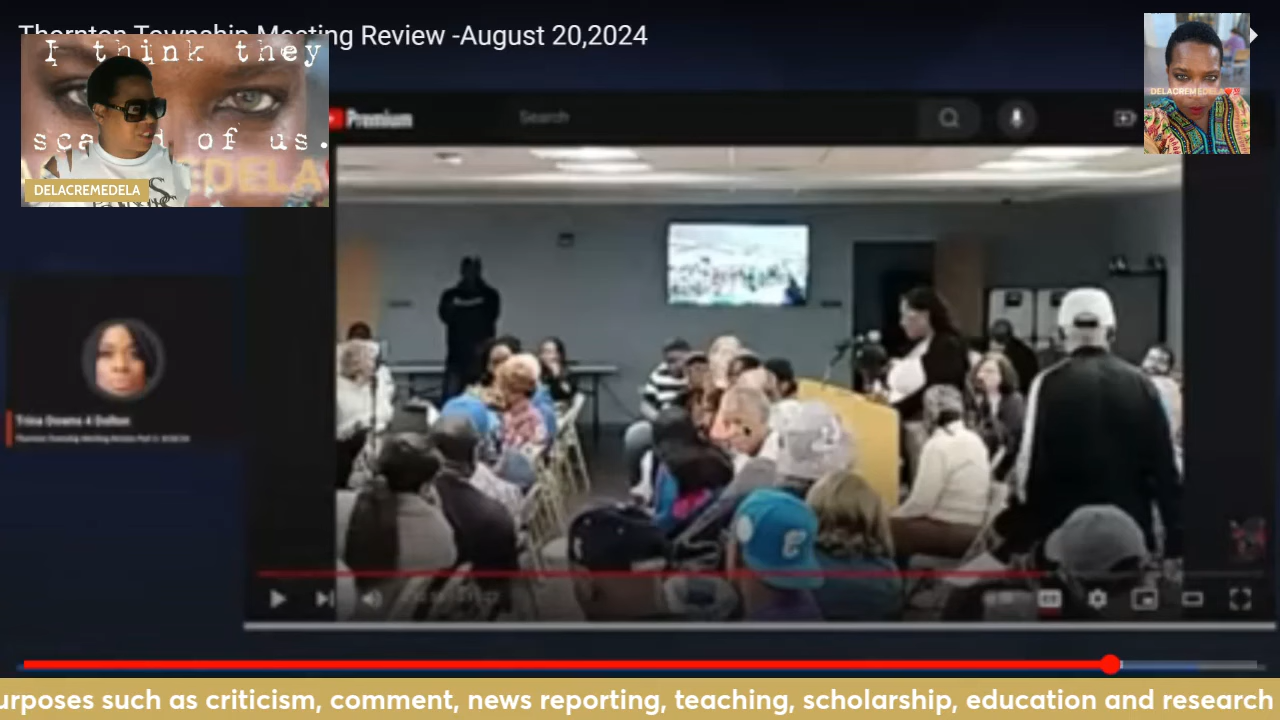 Thornton Township Meeting Review -August 20,2024
I think they
scared of us.
DELACREMEDELA
DELACREMEDELA
Premium
Search
Trina Downs 4 Dolton
urposes such as criticism, comment, news reporting, teaching, scholarship, education and research